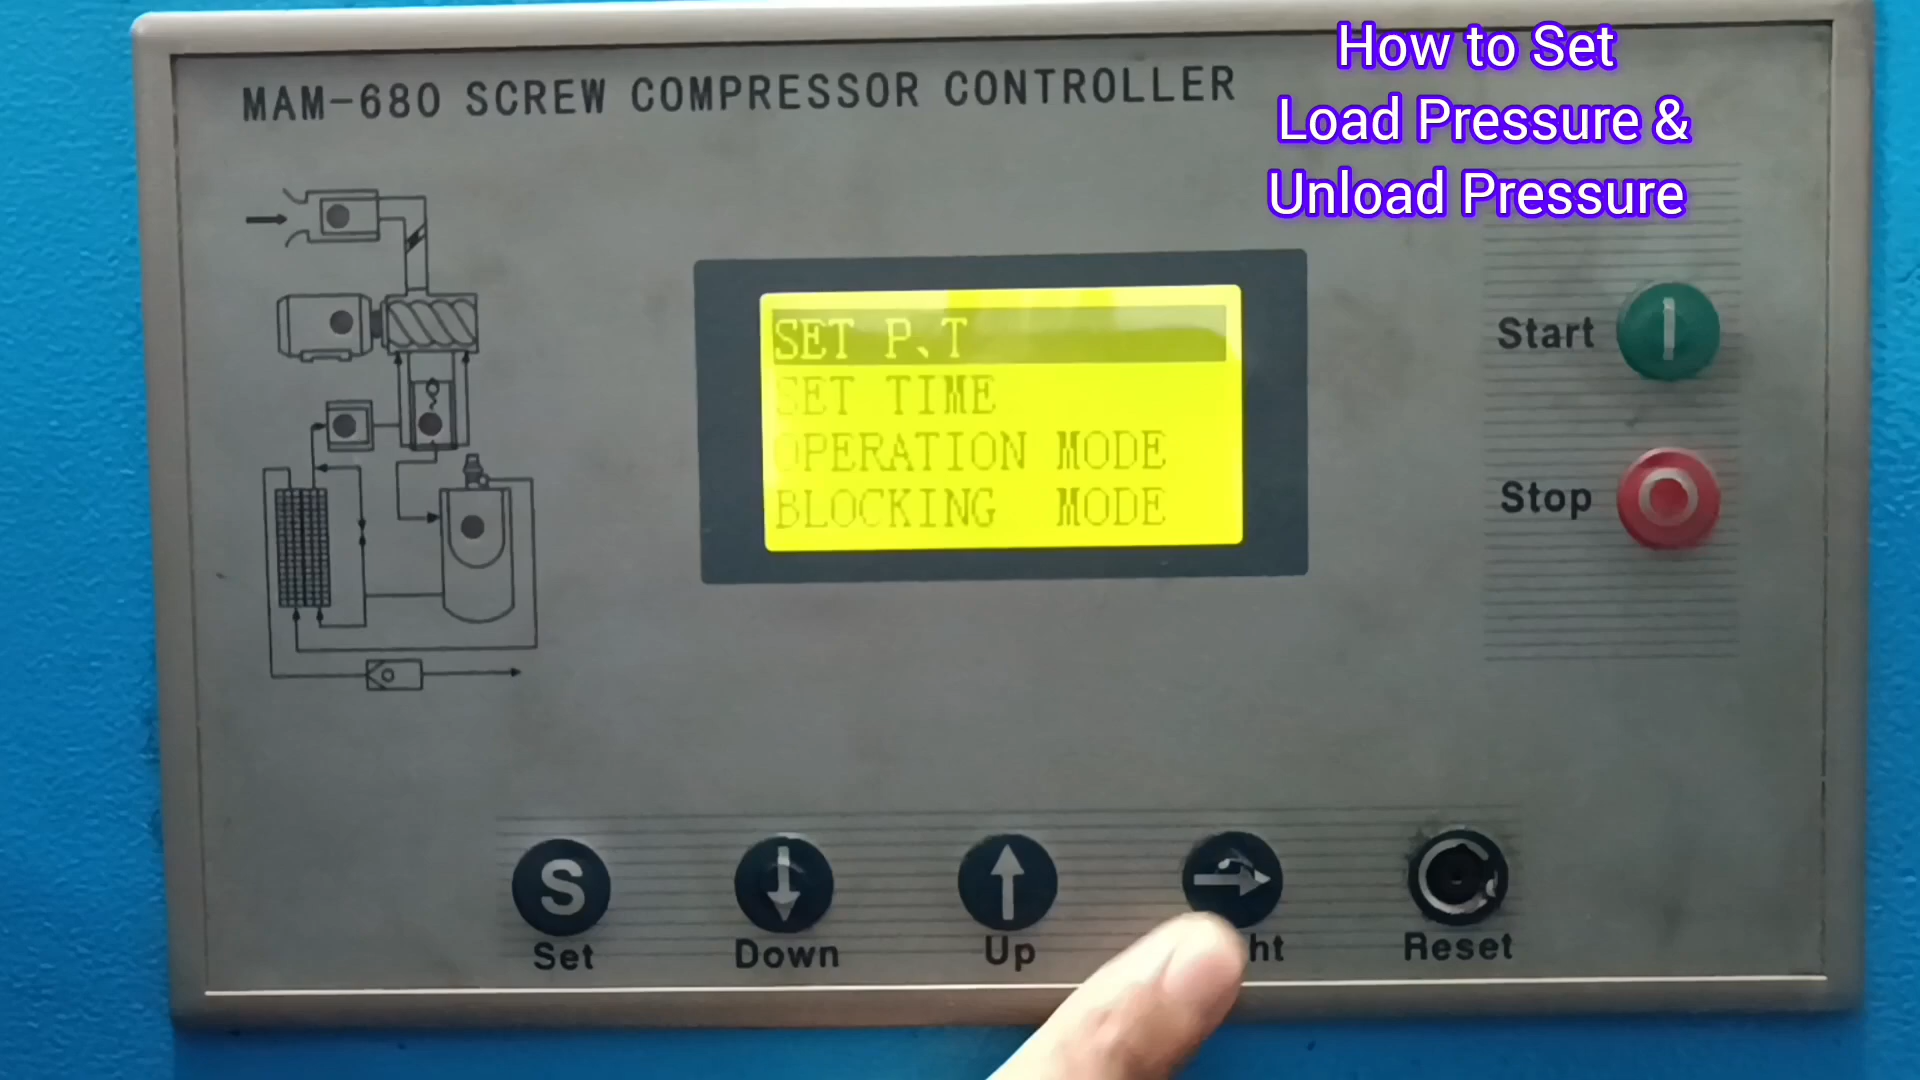 How to Set
Load Pressure &
Unload Pressure
MAM-680 SCREW COMPRESSOR CONTROLLER
SET P、T
SET TIME
OPERATION MODE
BLOCKING MODE
Start
Stop
S
Set
Down
Up
Reset